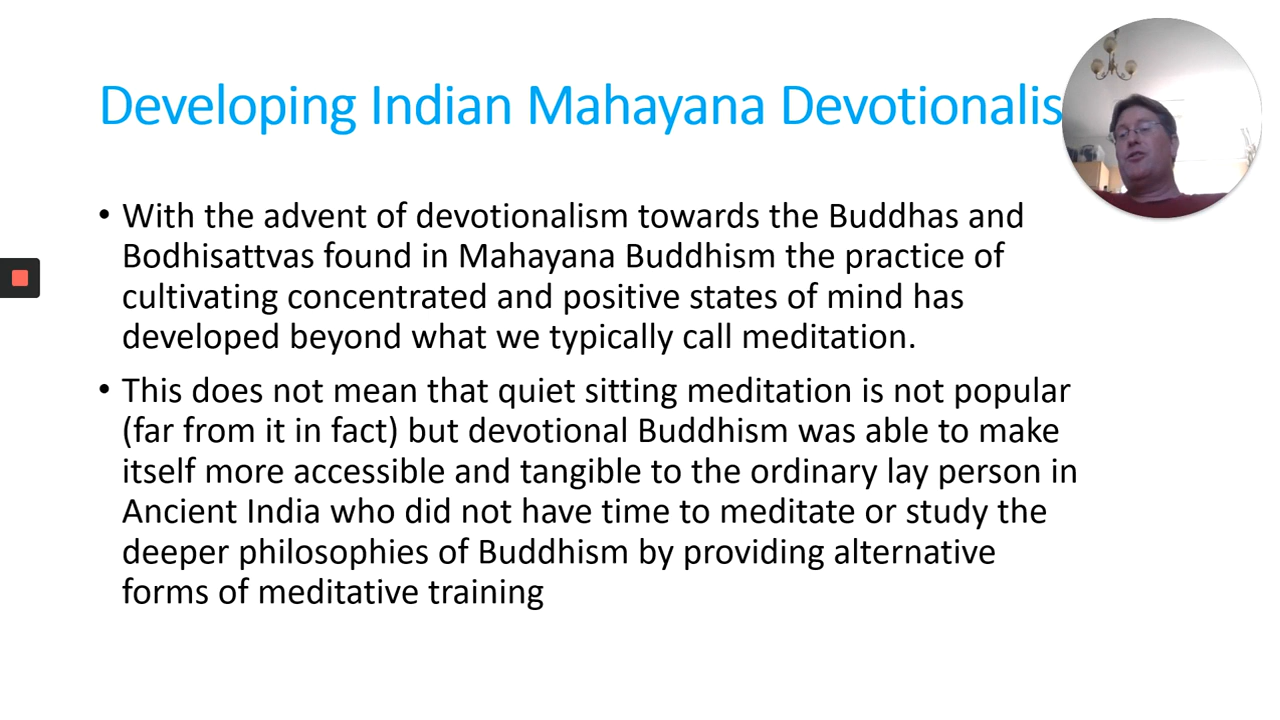 Developing Indian Mahayana Devotionalis
• With the advent of devotionalism towards the Buddhas and
Bodhisattvas found in Mahayana Buddhism the practice of
cultivating concentrated and positive states of mind has
developed beyond what we typically call meditation.
• This does not mean that quiet sitting meditation is not popular
(far from it in fact) but devotional Buddhism was able to make
itself more accessible and tangible to the ordinary lay person in
Ancient India who did not have time to meditate or study the
deeper philosophies of Buddhism by providing alternative
forms of meditative training